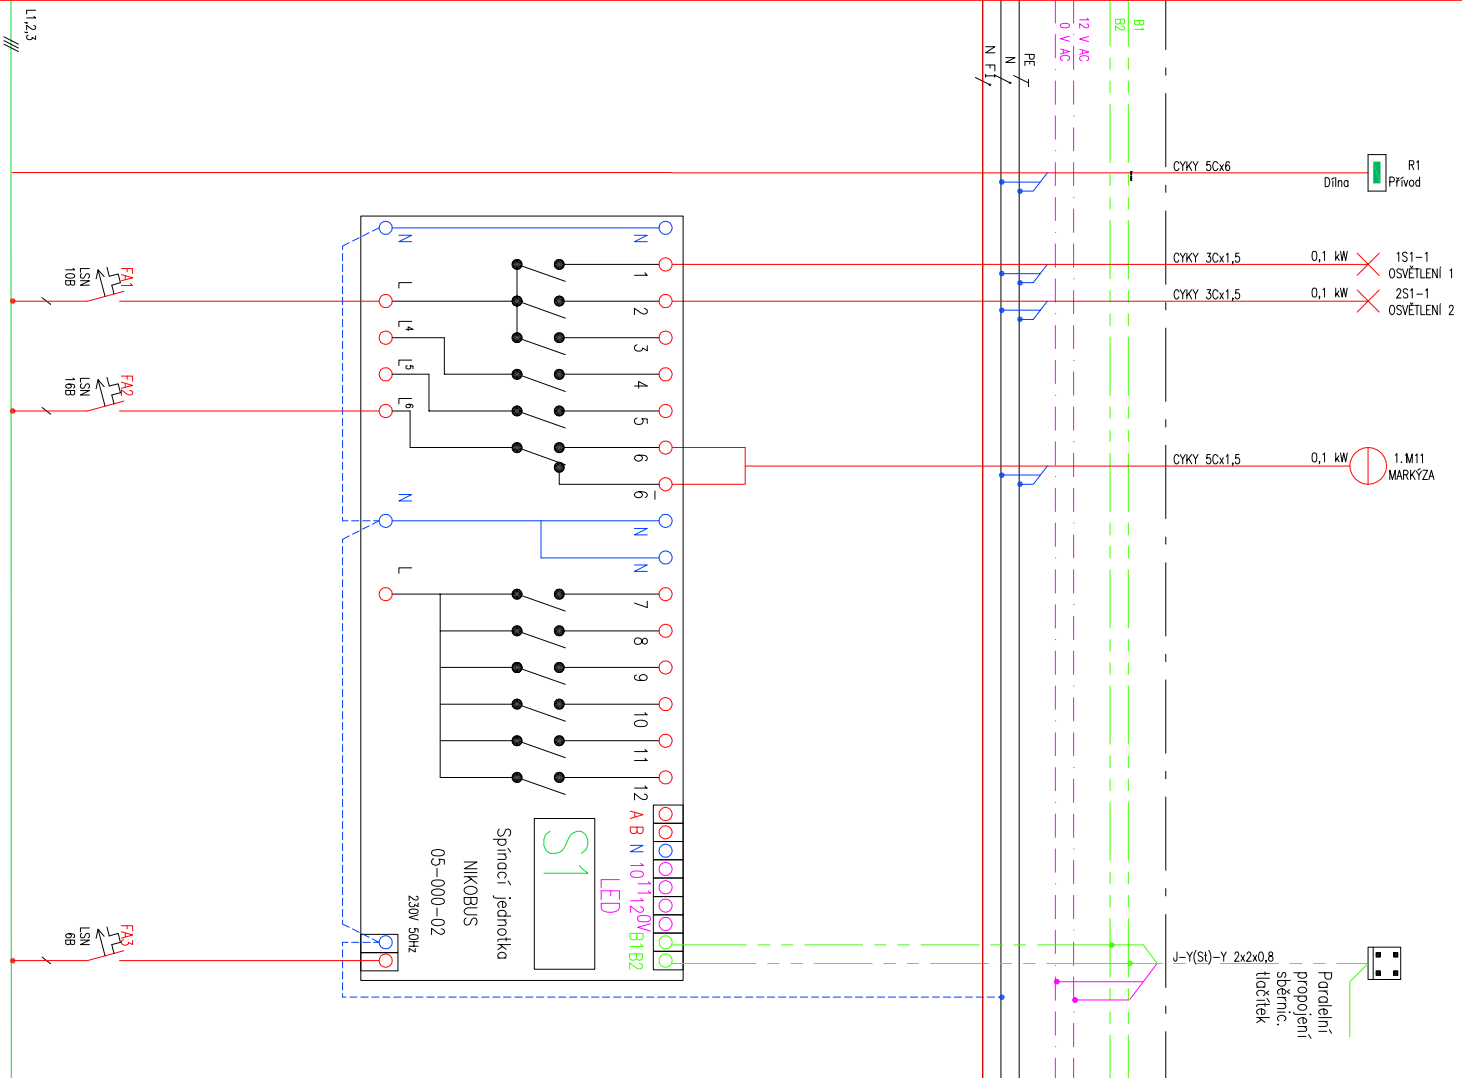 L1,2,3
N FI
N
PE
0 V AC
12 V AC
B2
B1
CYKY 5Cx6
Dílna
R1
Přívod
CYKY 3Cx1,5
0,1 kW
1S1-1
OSVĚTLENÍ 1
CYKY 3Cx1,5
0,1 kW
2S1-1
OSVĚTLENÍ 2
CYKY 5Cx1,5
0,1 kW
1.M11
MARKÝZA
FA1
LSN
10B
FA2
LSN
16B
FA3
LSN
6B
N
L
L4
L5
L6
N
L
N
1
2
3
4
5
6
6
N
N
7
8
9
10
11
12
A
B
N
10
11
12
0V
B1
B2
LED
S1
Spínací jednotka
NIKOBUS
05-000-02
230V 50Hz
J-Y(St)-Y 2x2x0,8
Paralelní
propojení
sběrnic.
tlačítek